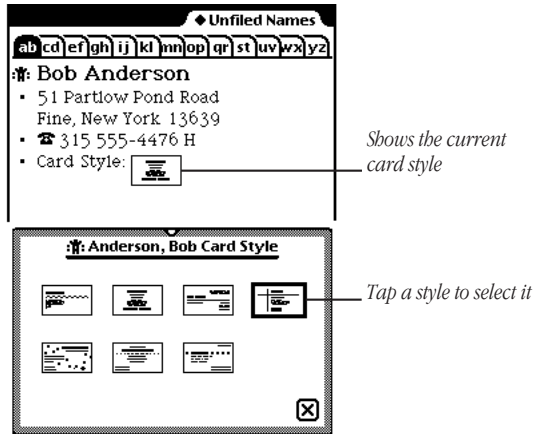 ◆ Unfiled Names
ab cd ef gh ij kl mn op qr st uv wx yz
Bob Anderson
• 51 Partlow Pond Road
Fine, New York 13639
• ☎ 315 555-4476 H
• Card Style:
Shows the current
card style
Anderson, Bob Card Style
Tap a style to select it